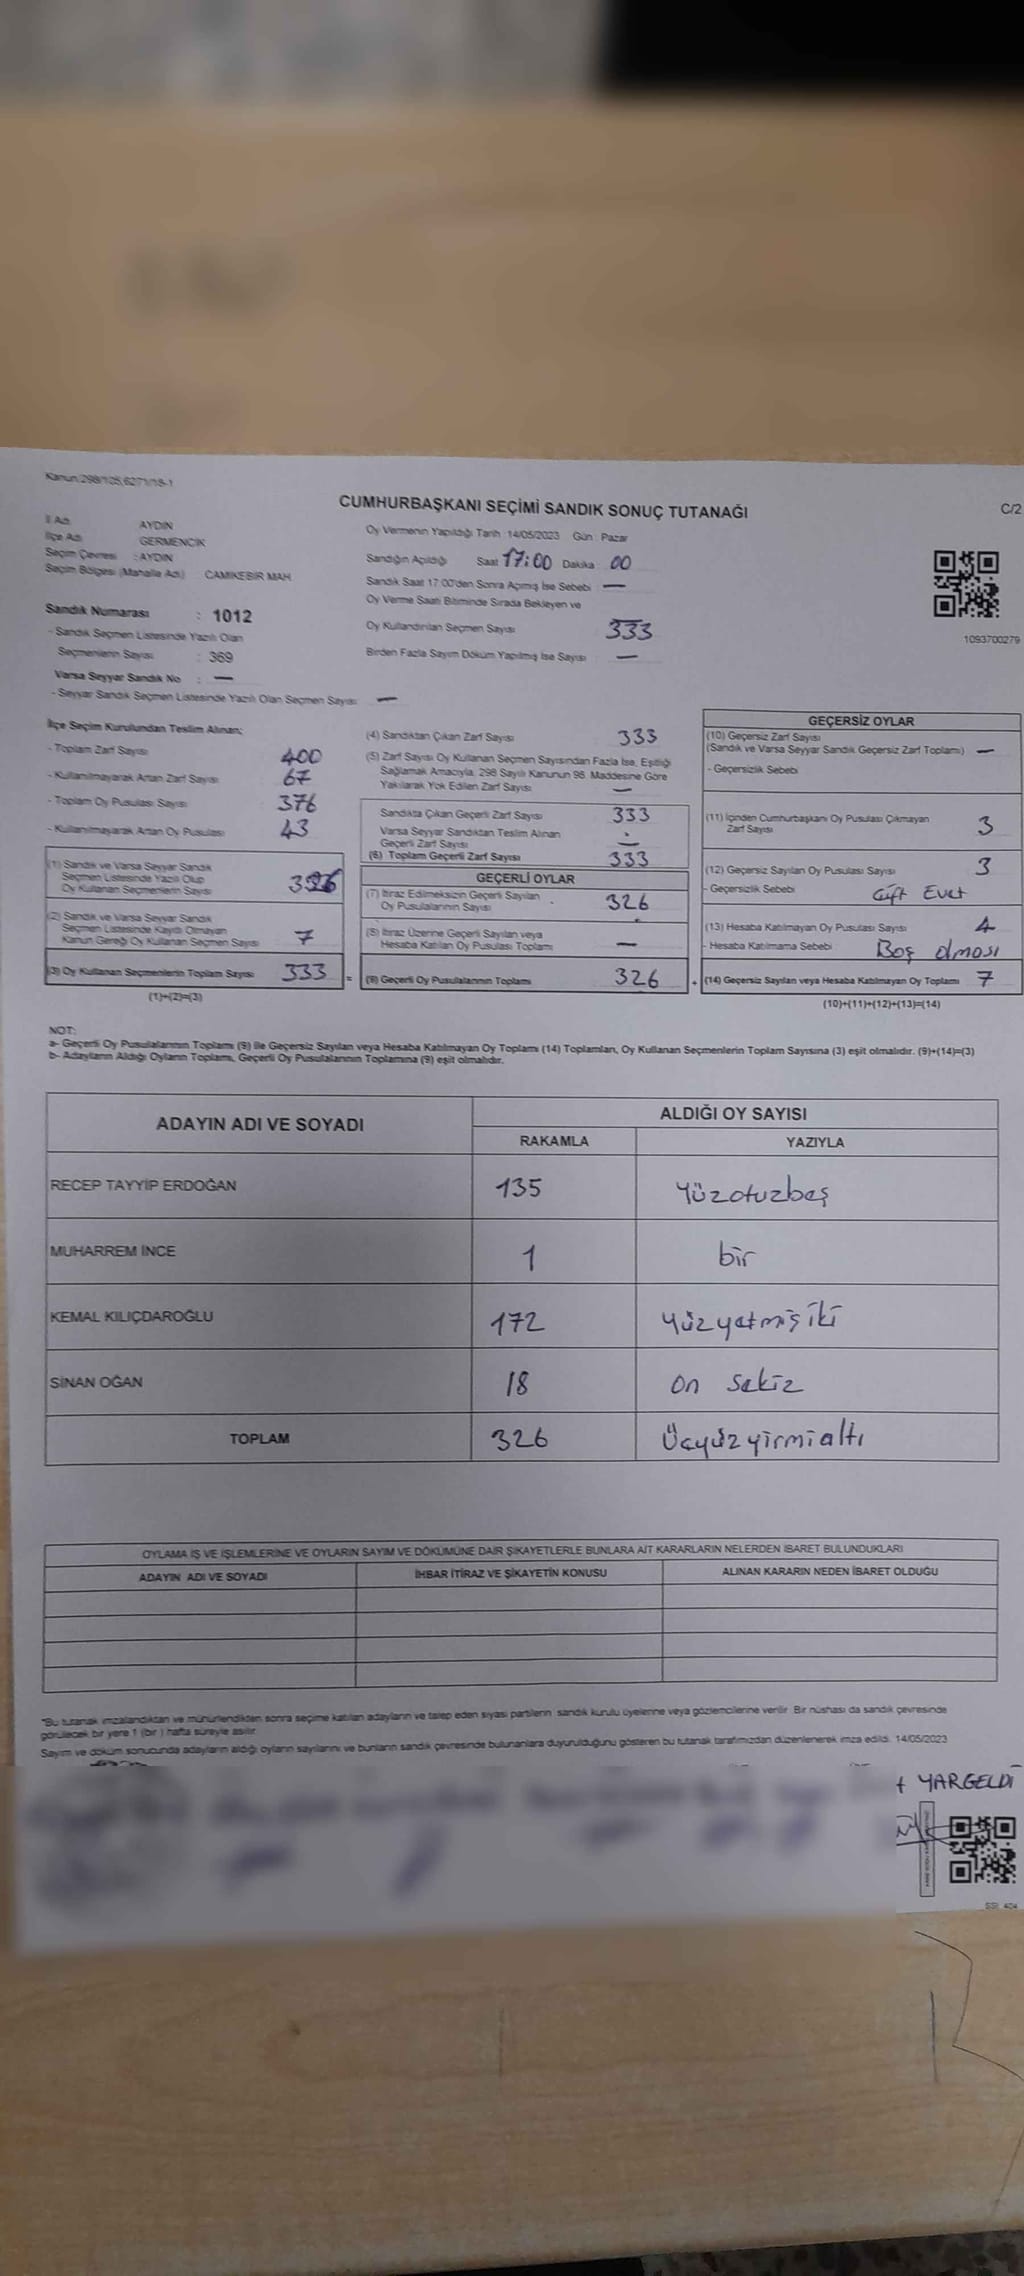 Kanun/298/105,6271/18-1
CUMHURBAŞKANI SEÇİMİ SANDIK SONUÇ TUTANAĞI
C/2
İl Adı AYDIN
İlçe Adı GERMENCİK
Seçim Çevresi : AYDIN
Seçim Bölgesi (Mahalle Adı) CAMİKEBİR MAH
Sandık Numarası : 1012
- Sandık Seçmen Listesinde Yazılı Olan
Seçmenlerin Sayısı : 369
Varsa Seyyar Sandık No : —
- Seyyar Sandık Seçmen Listesinde Yazılı Olan Seçmen Sayısı —
Oy Vermenin Yapıldığı Tarih : 14/05/2023 Gün : Pazar
Sandığın Açıldığı Saat 17:00 Dakika 00
Sandık Saat 17:00'den Sonra Açımış İse Sebebi —
Oy Verme Saati Bitiminde Sırada Bekleyen ve
Oy Kullandırılan Seçmen Sayısı 333
Birden Fazla Sayım Döküm Yapılmış İse Sayısı —
1093700279
İlçe Seçim Kurulundan Teslim Alınan;
- Toplam Zarf Sayısı 400
- Kullanılmayarak Artan Zarf Sayısı 67
- Toplam Oy Pusulası Sayısı 376
- Kullanılmayarak Artan Oy Pusulası 43
(1) Sandık ve Varsa Seyyar Sandık
Seçmen Listesinde Yazılı Olup
Oy Kullanan Seçmenlerin Sayısı
(2) Sandık ve Varsa Seyyar Sandık
Seçmen Listesinde Kayıtlı Olmayan
Kanun Gereği Oy Kullanan Seçmen Sayısı 7
(3) Oy Kullanan Seçmenlerin Toplam Sayısı 333 =
(1)+(2)=(3)
(4) Sandıktan Çıkan Zarf Sayısı 333
(5) Zarf Sayısı Oy Kullanan Seçmen Sayısından Fazla İse, Eşitliği
Sağlamak Amacıyla, 298 Sayılı Kanunun 98. Maddesine Göre
Yakılarak Yok Edilen Zarf Sayısı —
Sandıkta Çıkan Geçerli Zarf Sayısı 333
Varsa Seyyar Sandıktan Teslim Alınan
Geçerli Zarf Sayısı —
(6) Toplam Geçerli Zarf Sayısı 333
GEÇERLİ OYLAR
(7) İtiraz Edilmeksizin Geçerli Sayılan
Oy Pusulalarının Sayısı 326
(8) İtiraz Üzerine Geçerli Sayılan veya
Hesaba Katılan Oy Pusulası Toplamı —
(9) Geçerli Oy Pusulalarının Toplamı 326 +
GEÇERSİZ OYLAR
(10) Geçersiz Zarf Sayısı
(Sandık ve Varsa Seyyar Sandık Geçersiz Zarf Toplamı) —
- Geçersizlik Sebebi
(11) İçinden Cumhurbaşkanı Oy Pusulası Çıkmayan
Zarf Sayısı 3
(12) Geçersiz Sayılan Oy Pusulası Sayısı 3
- Geçersizlik Sebebi Çift Evet
(13) Hesaba Katılmayan Oy Pusulası Sayısı 4
- Hesaba Katılmama Sebebi Boş olması
(14) Geçersiz Sayılan veya Hesaba Katılmayan Oy Toplamı 7
(10)+(11)+(12)+(13)=(14)
NOT:
a- Geçerli Oy Pusulalarının Toplamı (9) ile Geçersiz Sayılan veya Hesaba Katılmayan Oy Toplamı (14) Toplamları, Oy Kullanan Seçmenlerin Toplam Sayısına (3) eşit olmalıdır. (9)+(14)=(3)
b- Adayların Aldığı Oyların Toplamı, Geçerli Oy Pusulalarının Toplamına (9) eşit olmalıdır.
ADAYIN ADI VE SOYADI
ALDIĞI OY SAYISI
RAKAMLA YAZIYLA
RECEP TAYYİP ERDOĞAN 135 Yüzotuzbeş
MUHARREM İNCE 1 bir
KEMAL KILIÇDAROĞLU 172 Yüzyetmiş iki
SİNAN OĞAN 18 On sekiz
TOPLAM 326 Üçyüzyirmialtı
OYLAMA İŞ VE İŞLEMLERİNE VE OYLARIN SAYIM VE DÖKÜMÜNE DAİR ŞİKAYETLERLE BUNLARA AİT KARARLARIN NELERDEN İBARET BULUNDUKLARI
ADAYIN ADI VE SOYADI İHBAR İTİRAZ VE ŞİKAYETİN KONUSU ALINAN KARARIN NEDEN İBARET OLDUĞU
*Bu tutanak imzalandıktan ve mühürlendikten sonra seçime katılan adayların ve talep eden siyasi partilerin sandık kurulu üyelerine veya gözlemcilerine verilir. Bir nüshası da sandık çevresinde
görülecek bir yere 1 (bir ) hafta süreyle asılır.
Sayım ve döküm sonucunda adayların aldığı oyların sayılarını ve bunların sandık çevresinde bulunanlara duyurulduğunu gösteren bu tutanak tarafımızdan düzenlenerek imza edildi. 14/05/2023
YARGELDİ